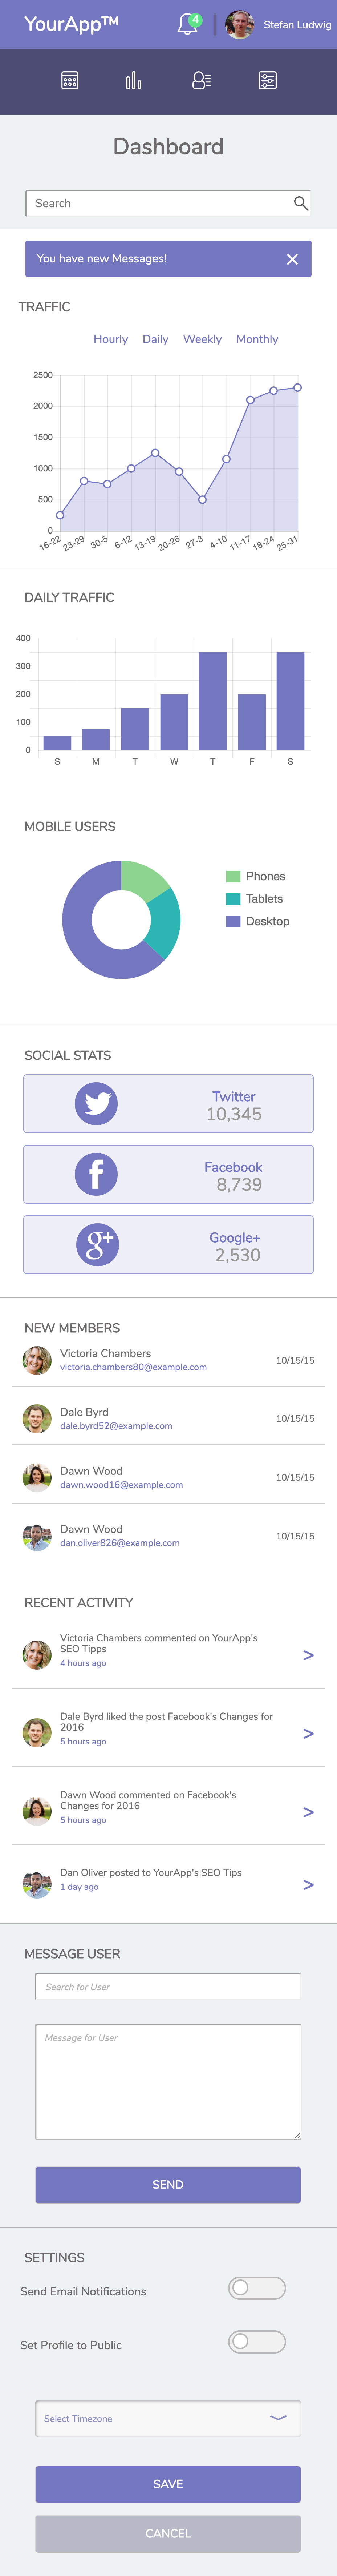 YourApp™
4
Stefan Ludwig
Dashboard
Search
You have new Messages!
TRAFFIC
Hourly Daily Weekly Monthly
2500
2000
1500
1000
500
0
16-22 23-29 30-5 6-12 13-19 20-26 27-3 4-10 11-17 18-24 25-31
DAILY TRAFFIC
400
300
200
100
0
S M T W T F S
MOBILE USERS
Phones
Tablets
Desktop
SOCIAL STATS
Twitter
10,345
f
Facebook
8,739
g+
Google+
2,530
NEW MEMBERS
Victoria Chambers
victoria.chambers80@example.com
10/15/15
Dale Byrd
dale.byrd52@example.com
10/15/15
Dawn Wood
dawn.wood16@example.com
10/15/15
Dawn Wood
dan.oliver826@example.com
10/15/15
RECENT ACTIVITY
Victoria Chambers commented on YourApp's
SEO Tipps
4 hours ago
>
Dale Byrd liked the post Facebook's Changes for
2016
5 hours ago
>
Dawn Wood commented on Facebook's
Changes for 2016
5 hours ago
>
Dan Oliver posted to YourApp's SEO Tips
1 day ago
>
MESSAGE USER
Search for User
Message for User
SEND
SETTINGS
Send Email Notifications
Set Profile to Public
Select Timezone
SAVE
CANCEL